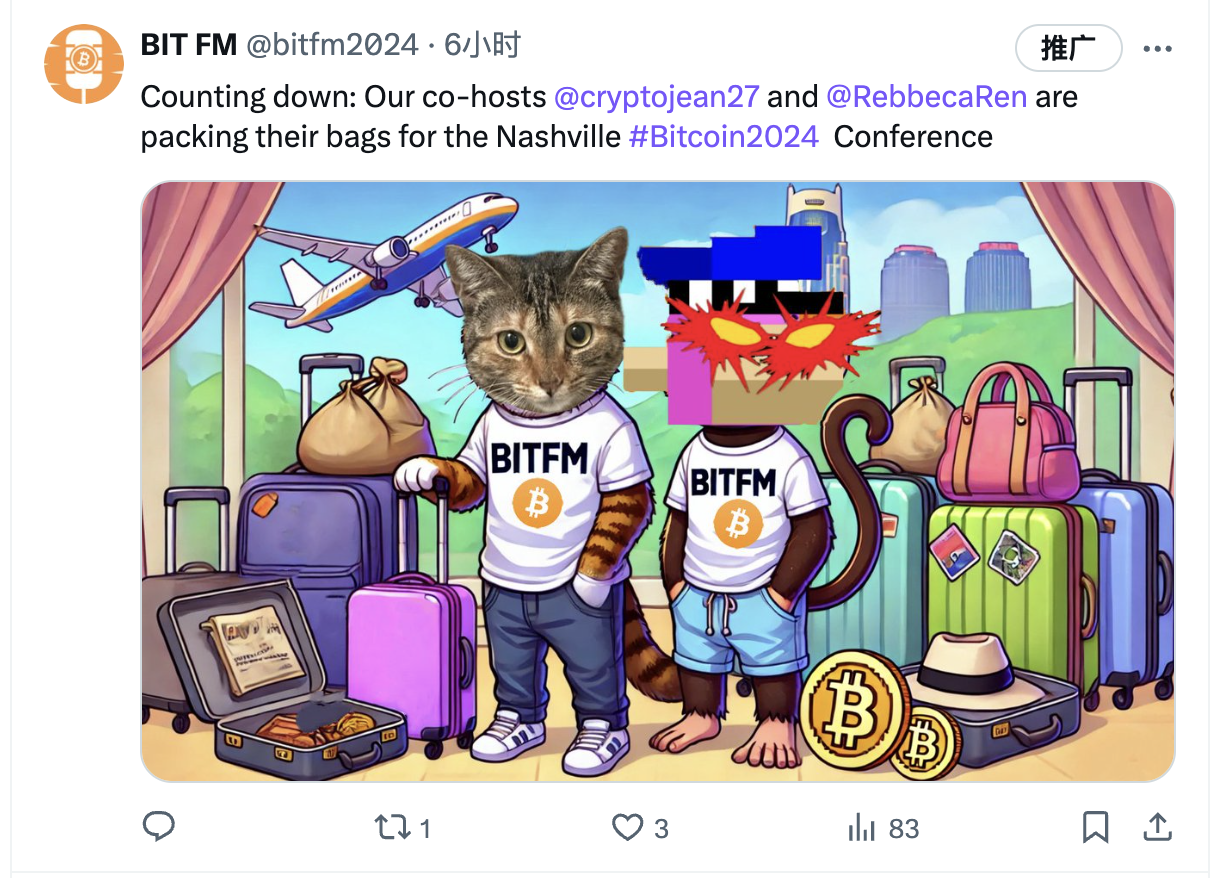 BIT FM @bitfm2024 · 6小时
推广
Counting down: Our co-hosts @cryptojean27 and @RebbecaRen are
packing their bags for the Nashville #Bitcoin2024 Conference
BITFM
BITFM
1
3
83